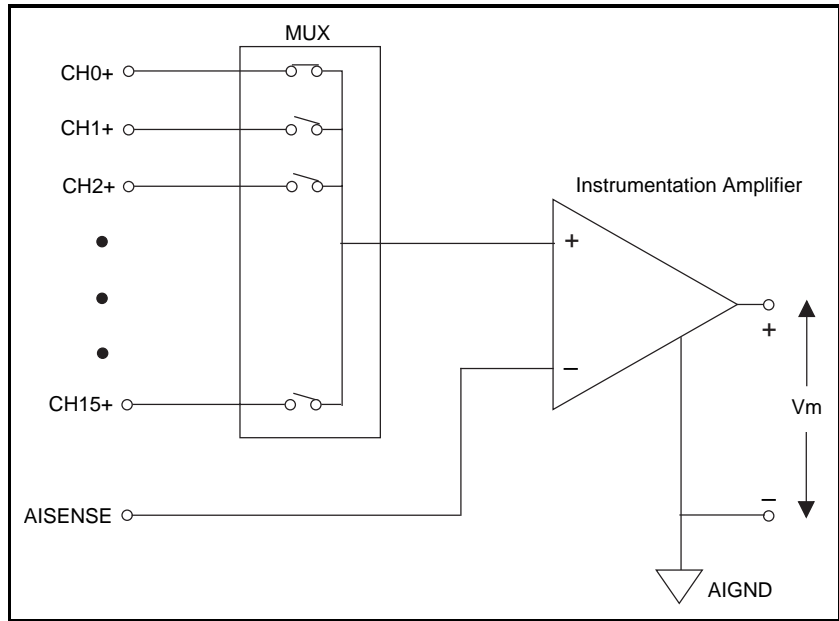 MUX
CH0+
CH1+
CH2+
Instrumentation Amplifier
+
+
−
CH15+
Vm
AISENSE
−
AIGND